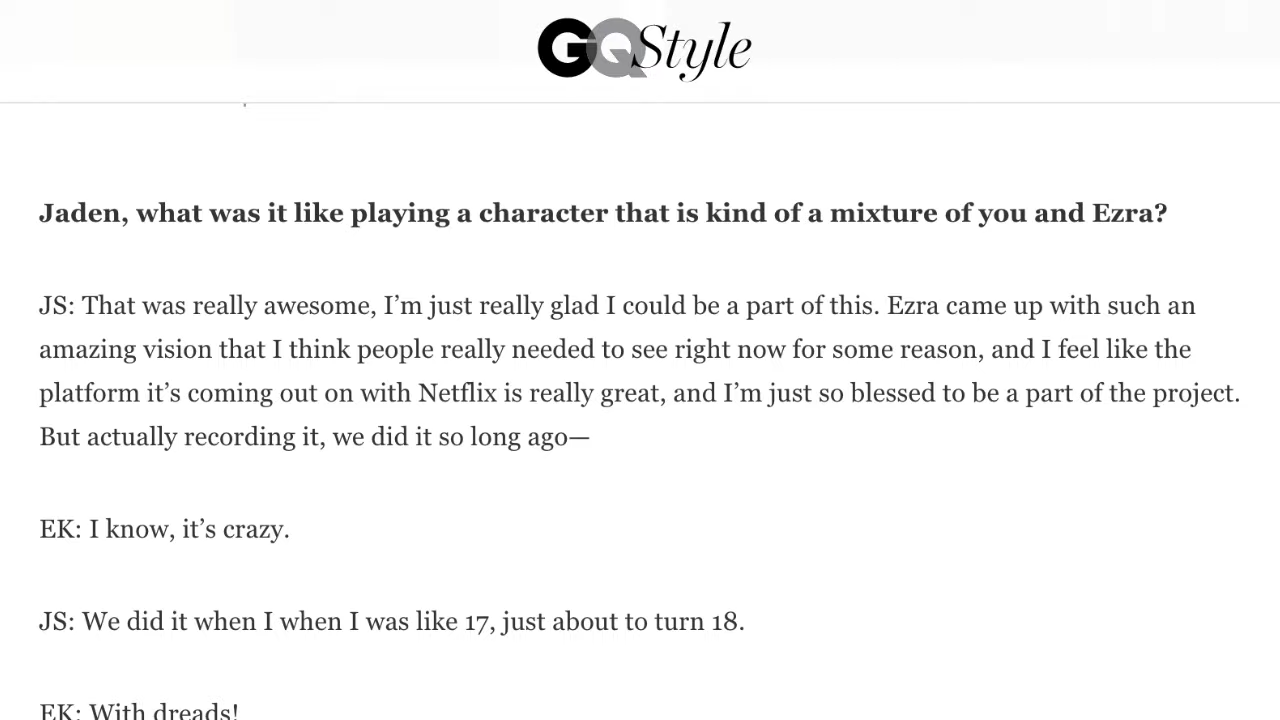 GQ Style
Jaden, what was it like playing a character that is kind of a mixture of you and Ezra?
JS: That was really awesome, I’m just really glad I could be a part of this. Ezra came up with such an
amazing vision that I think people really needed to see right now for some reason, and I feel like the
platform it’s coming out on with Netflix is really great, and I’m just so blessed to be a part of the project.
But actually recording it, we did it so long ago—
EK: I know, it’s crazy.
JS: We did it when I when I was like 17, just about to turn 18.
EK: With dreads!